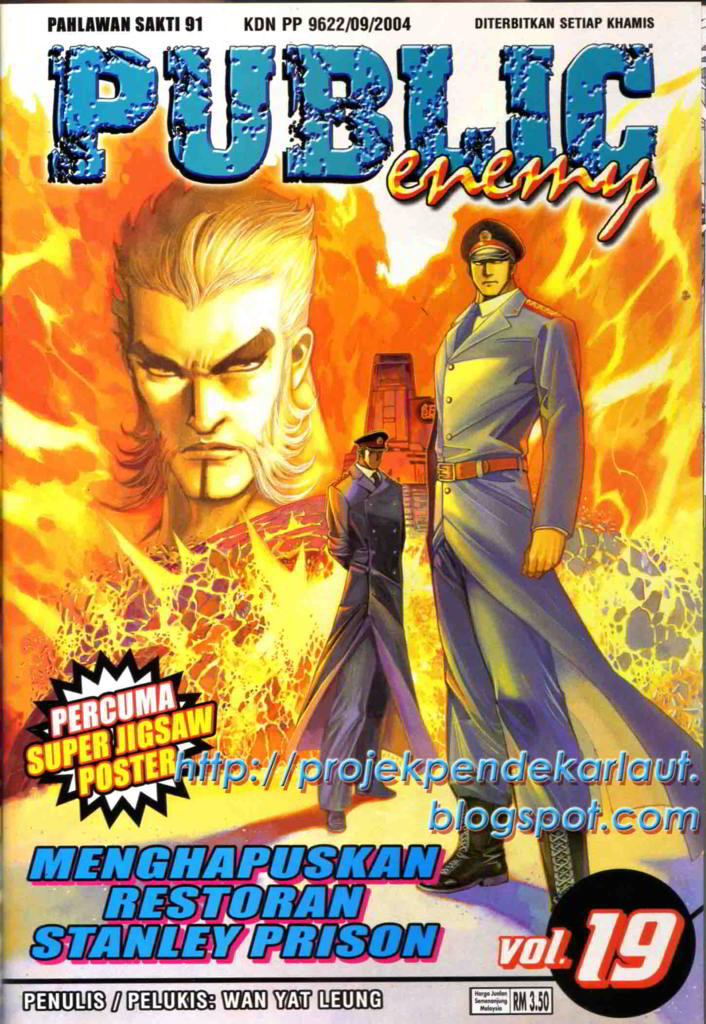 PAHLAWAN SAKTI 91 KDN PP 9622/09/2004 DITERBITKAN SETIAP KHAMIS
PUBLIC
enemy
飯
PERCUMA
SUPER JIGSAW
POSTER
http://projekpendekarlaut.
blogspot.com
MENGHAPUSKAN
RESTORAN
STANLEY PRISON
vol. 19
PENULIS / PELUKIS: WAN YAT LEUNG
Harga Jualan
Semenanjung
Malaysia
RM 3.50